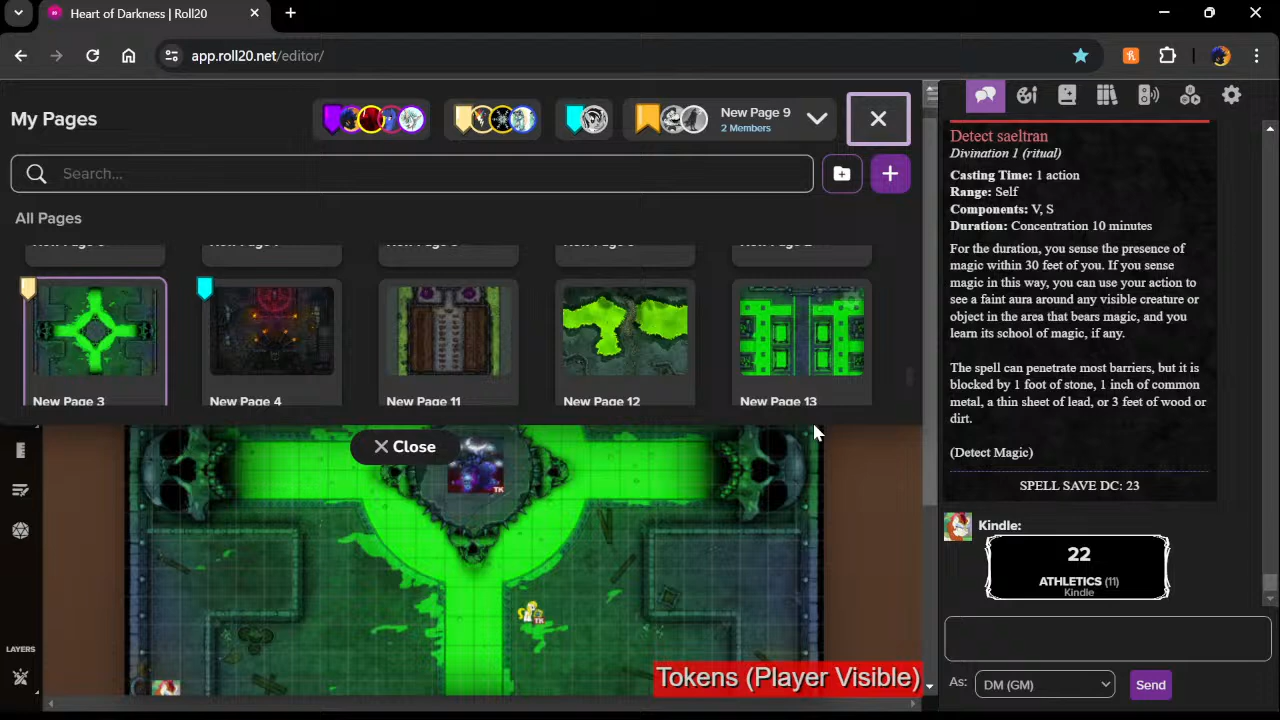 Heart of Darkness | Roll20
app.roll20.net/editor/
My Pages
New Page 9
2 Members
Search...
All Pages
New Page 3
New Page 4
New Page 11
New Page 12
New Page 13
Close
TK
TK
LAYERS
Tokens (Player Visible)
Detect saeltran
Divination 1 (ritual)
Casting Time: 1 action
Range: Self
Components: V, S
Duration: Concentration 10 minutes
For the duration, you sense the presence of
magic within 30 feet of you. If you sense
magic in this way, you can use your action to
see a faint aura around any visible creature or
object in the area that bears magic, and you
learn its school of magic, if any.
The spell can penetrate most barriers, but it is
blocked by 1 foot of stone, 1 inch of common
metal, a thin sheet of lead, or 3 feet of wood or
dirt.
(Detect Magic)
SPELL SAVE DC: 23
Kindle:
22
ATHLETICS (11)
Kindle
As:
DM (GM)
Send